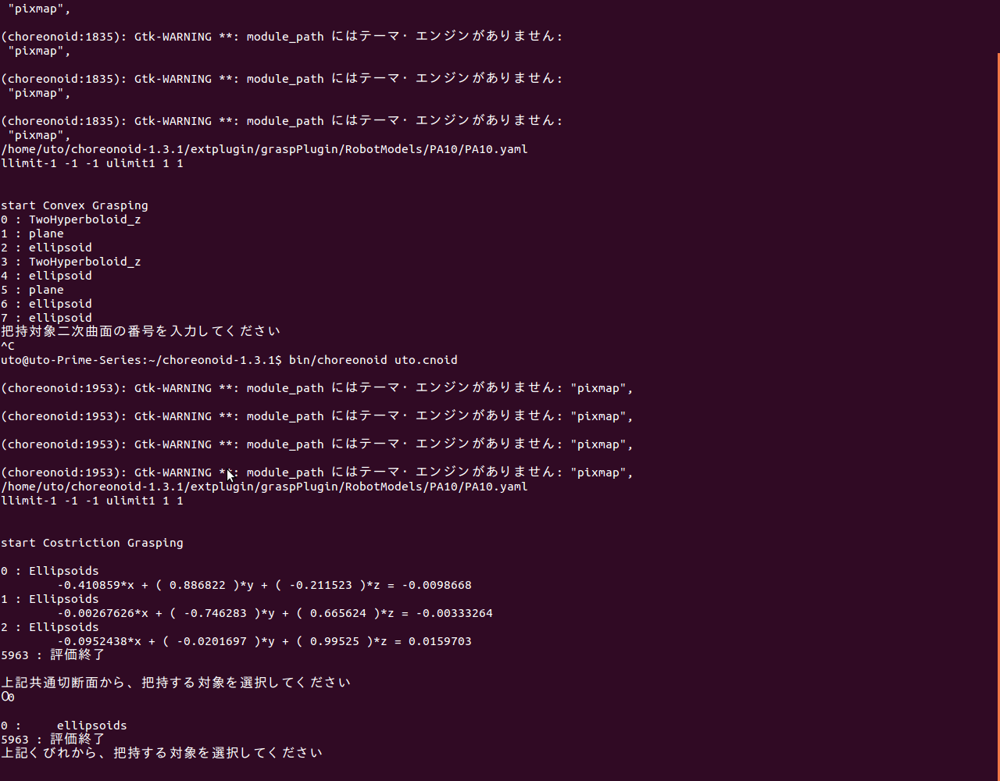 "pixmap",
(choreonoid:1835): Gtk-WARNING **: module_path にはテーマ・エンジンがありません:
"pixmap",
(choreonoid:1835): Gtk-WARNING **: module_path にはテーマ・エンジンがありません:
"pixmap",
(choreonoid:1835): Gtk-WARNING **: module_path にはテーマ・エンジンがありません:
"pixmap",
/home/uto/choreonoid-1.3.1/extplugin/graspPlugin/RobotModels/PA10/PA10.yaml
llimit-1 -1 -1 ulimit1 1 1
start Convex Grasping
0 : TwoHyperboloid_z
1 : plane
2 : ellipsoid
3 : TwoHyperboloid_z
4 : ellipsoid
5 : plane
6 : ellipsoid
7 : ellipsoid
把持対象二次曲面の番号を入力してください
^C
uto@uto-Prime-Series:~/choreonoid-1.3.1$ bin/choreonoid uto.cnoid
(choreonoid:1953): Gtk-WARNING **: module_path にはテーマ・エンジンがありません: "pixmap",
(choreonoid:1953): Gtk-WARNING **: module_path にはテーマ・エンジンがありません: "pixmap",
(choreonoid:1953): Gtk-WARNING **: module_path にはテーマ・エンジンがありません: "pixmap",
(choreonoid:1953): Gtk-WARNING **: module_path にはテーマ・エンジンがありません: "pixmap",
/home/uto/choreonoid-1.3.1/extplugin/graspPlugin/RobotModels/PA10/PA10.yaml
llimit-1 -1 -1 ulimit1 1 1
start Costriction Grasping
0 : Ellipsoids
-0.410859*x + ( 0.886822 )*y + ( -0.211523 )*z = -0.0098668
1 : Ellipsoids
-0.00267626*x + ( -0.746283 )*y + ( 0.665624 )*z = -0.00333264
2 : Ellipsoids
-0.0952438*x + ( -0.0201697 )*y + ( 0.99525 )*z = 0.0159703
5963 : 評価終了
上記共通切断面から、把持する対象を選択してください
０0
0 : ellipsoids
5963 : 評価終了
上記くびれから、把持する対象を選択してください